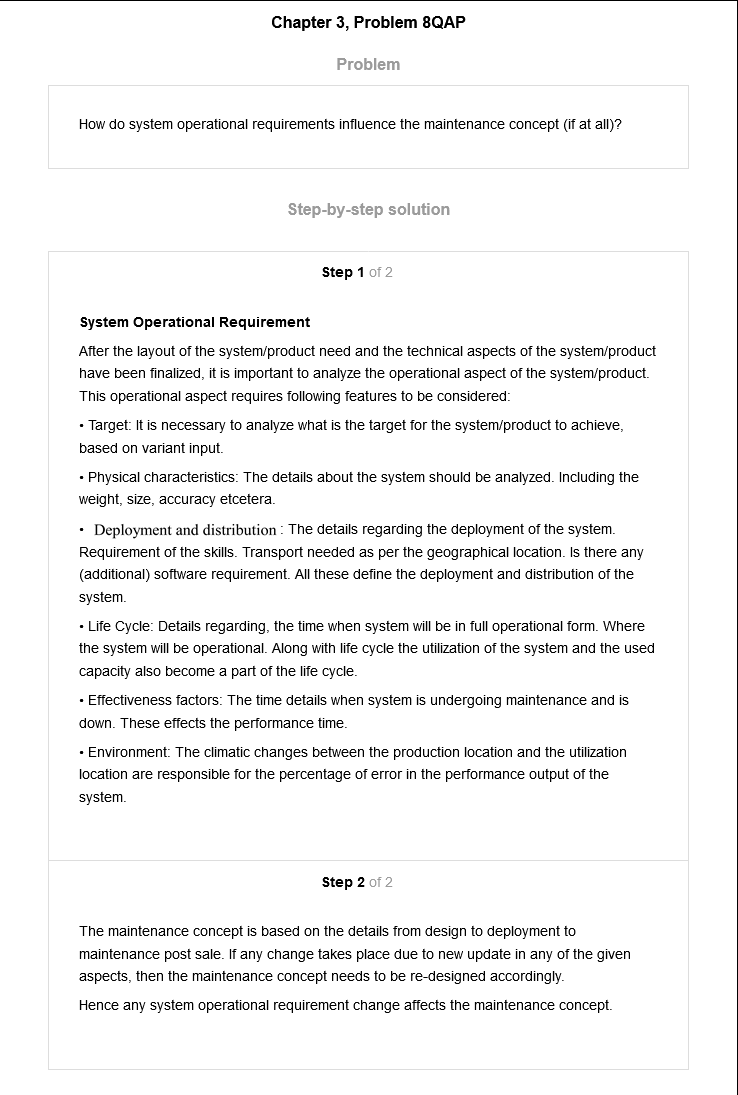 Chapter 3, Problem 8QAP
Problem
How do system operational requirements influence the maintenance concept (if at all)?
Step-by-step solution
Step 1 of 2
System Operational Requirement
After the layout of the system/product need and the technical aspects of the system/product
have been finalized, it is important to analyze the operational aspect of the system/product.
This operational aspect requires following features to be considered:
• Target: It is necessary to analyze what is the target for the system/product to achieve,
based on variant input.
• Physical characteristics: The details about the system should be analyzed. Including the
weight, size, accuracy etcetera.
• Deployment and distribution : The details regarding the deployment of the system.
Requirement of the skills. Transport needed as per the geographical location. Is there any
(additional) software requirement. All these define the deployment and distribution of the
system.
• Life Cycle: Details regarding, the time when system will be in full operational form. Where
the system will be operational. Along with life cycle the utilization of the system and the used
capacity also become a part of the life cycle.
• Effectiveness factors: The time details when system is undergoing maintenance and is
down. These effects the performance time.
• Environment: The climatic changes between the production location and the utilization
location are responsible for the percentage of error in the performance output of the
system.
Step 2 of 2
The maintenance concept is based on the details from design to deployment to
maintenance post sale. If any change takes place due to new update in any of the given
aspects, then the maintenance concept needs to be re-designed accordingly.
Hence any system operational requirement change affects the maintenance concept.